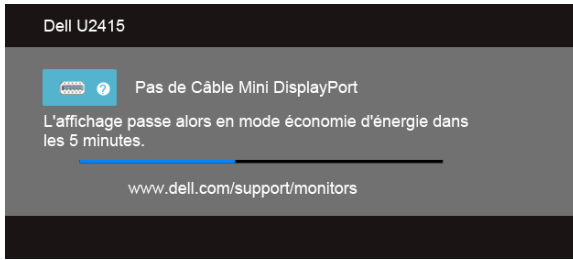 Dell U2415
Pas de Câble Mini DisplayPort
L'affichage passe alors en mode économie d'énergie dans
les 5 minutes.
www.dell.com/support/monitors